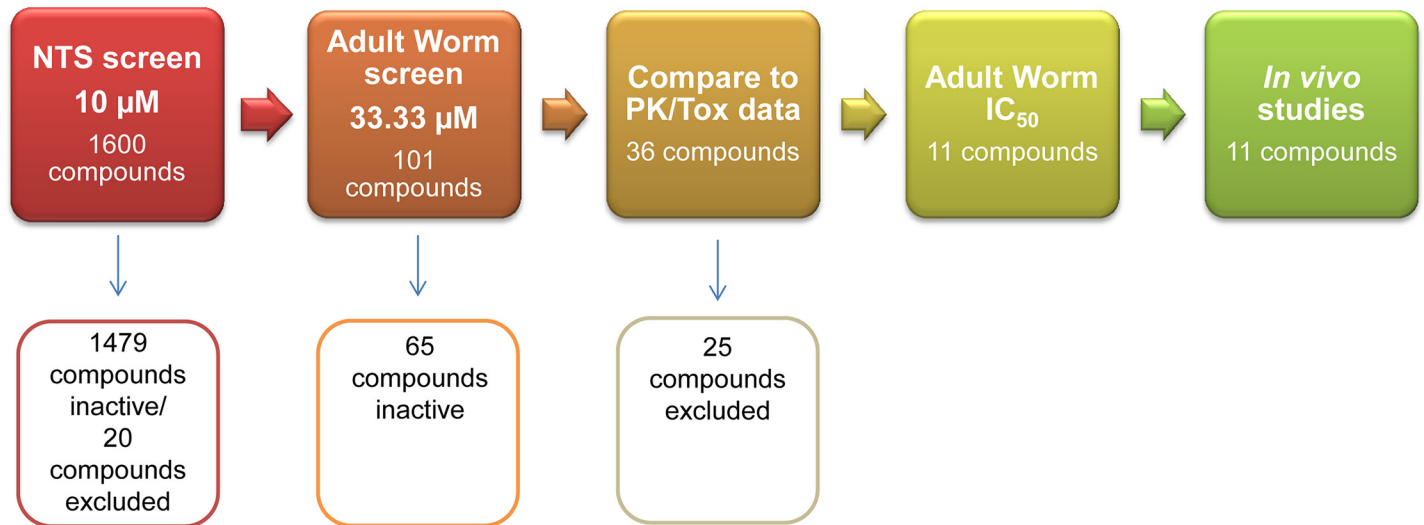 NTS screen
10 µM
1600
compounds
Adult Worm
screen
33.33 µM
101
compounds
Compare to
PK/Tox data
36 compounds
Adult Worm
IC50
11 compounds
In vivo
studies
11 compounds
1479
compounds
inactive/
20
compounds
excluded
65
compounds
inactive
25
compounds
excluded